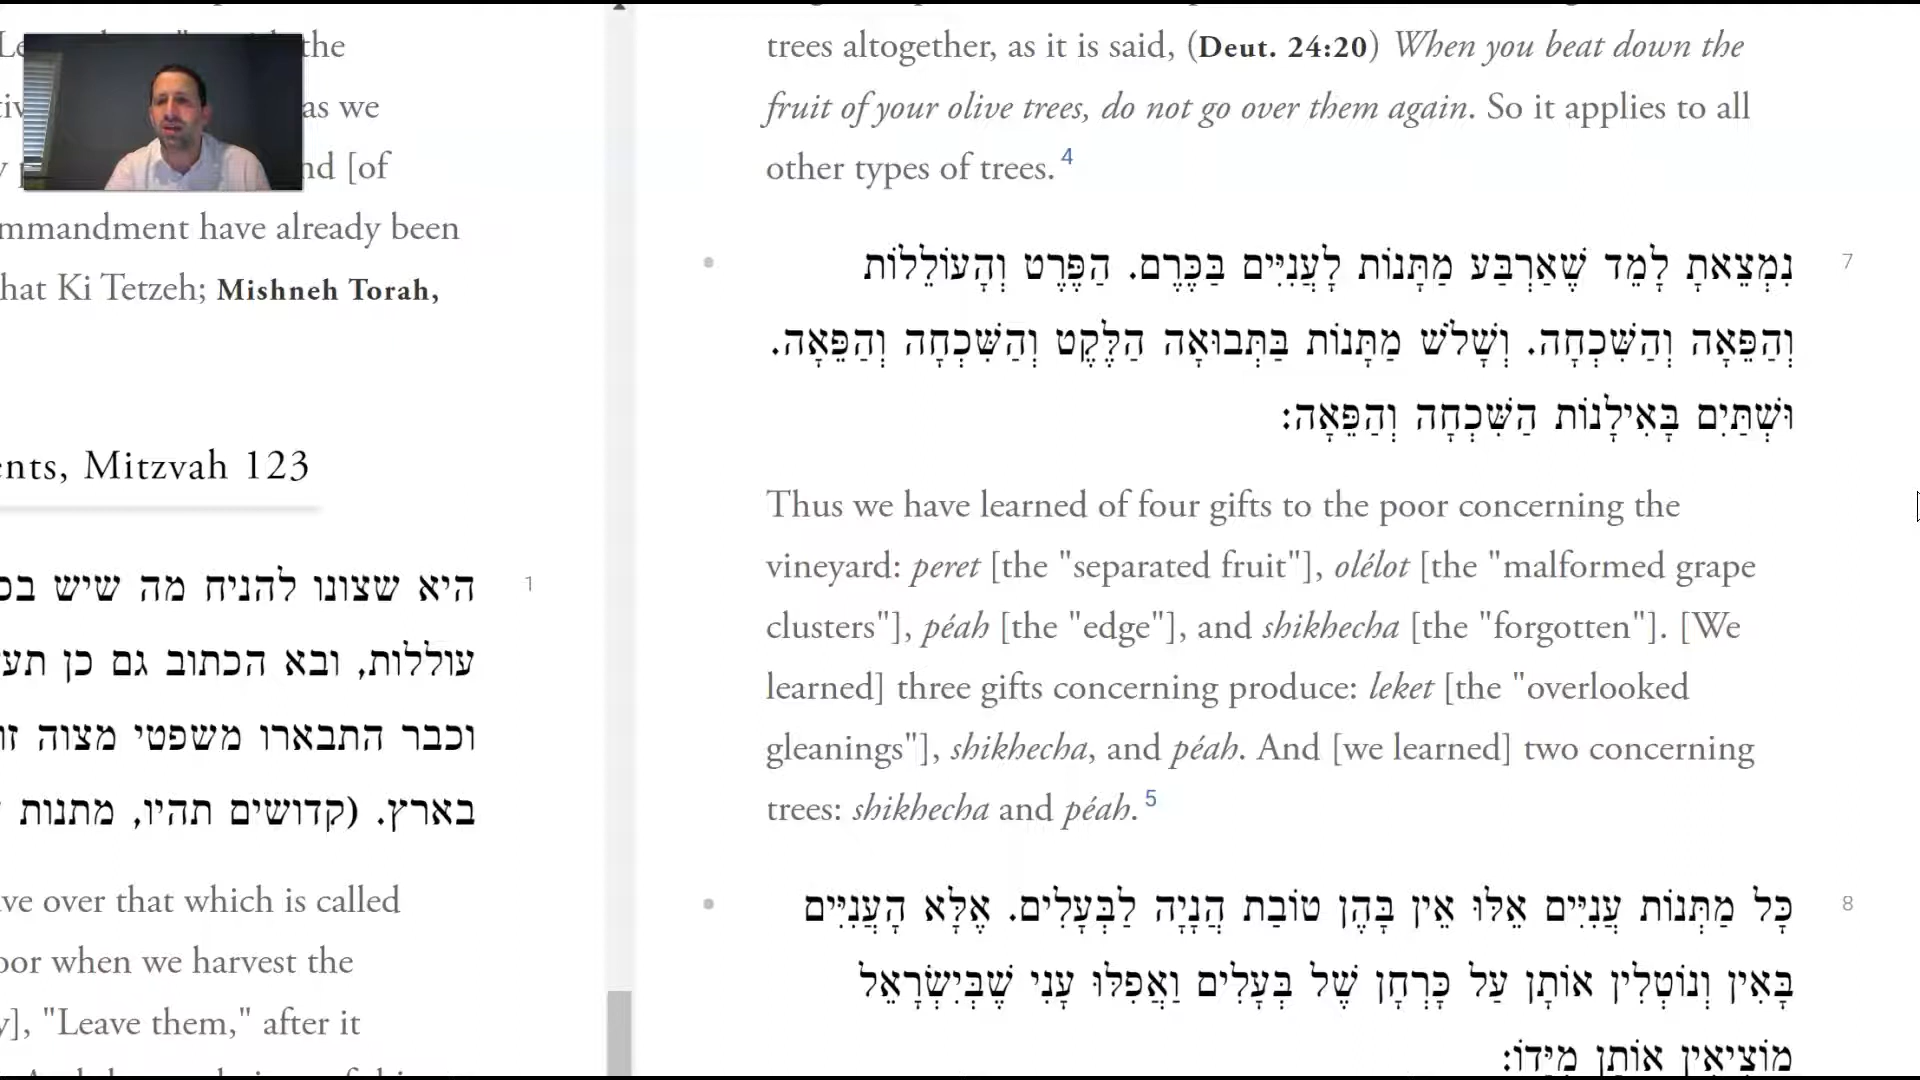 the
as we
nd [of
mmandment have already been
hat Ki Tetzeh; Mishneh Torah,
ents, Mitzvah 123
1
היא שצונו להניח מה שיש
עוללות, ובא הכתוב גם כן
וכבר התבארו משפטי מצוה
בארץ. (קדושים תהיו, מתנות
ve over that which is called
oor when we harvest the
y], "Leave them," after it
trees altogether, as it is said, (Deut. 24:20) When you beat down the
fruit of your olive trees, do not go over them again. So it applies to all
other types of trees. 4
7
נִמְצֵאתָ לָמֵד שֶׁאַרְבַּע מַתָּנוֹת לָעֲנִיִּים בַּכֶּרֶם. הַפֶּרֶט וְהָעוֹלֵלוֹת
וְהַפֵּאָה וְהַשִּׁכְחָה. וְשָׁלֹשׁ מַתָּנוֹת בַּתְּבוּאָה הַלֶּקֶט וְהַשִּׁכְחָה וְהַפֵּאָה.
וּשְׁתַּיִם בָּאִילָנוֹת הַשִּׁכְחָה וְהַפֵּאָה:
Thus we have learned of four gifts to the poor concerning the
vineyard: peret [the "separated fruit"], olélot [the "malformed grape
clusters"], péah [the "edge"], and shikhecha [the "forgotten"]. [We
learned] three gifts concerning produce: leket [the "overlooked
gleanings"], shikhecha, and péah. And [we learned] two concerning
trees: shikhecha and péah. 5
8
כָּל מַתְּנוֹת עֲנִיִּים אֵלּוּ אֵין בָּהֶן טוֹבַת הֲנָיָה לַבְּעָלִים. אֶלָּא הָעֲנִיִּים
בָּאִין וְנוֹטְלִין אוֹתָן עַל כָּרְחָן שֶׁל בְּעָלִים וַאֲפִלּוּ עָנִי שֶׁבְּיִשְׂרָאֵל
מוֹצִיאִין אוֹתָן מִיָּדוֹ: